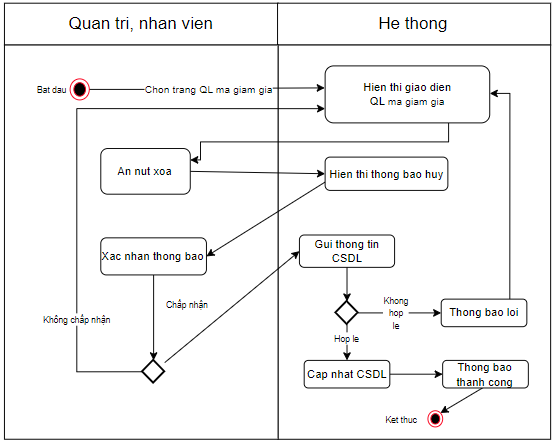 Quan tri, nhan vien
He thong
Bat dau
Chon trang QL ma giam gia
Hien thi giao dien
QL ma giam gia
An nut xoa
Hien thi thong bao huy
Xac nhan thong bao
Gui thong tin
CSDL
Chấp nhận
Không chấp nhận
Khong
hop
le
Thong bao loi
Hop le
Cap nhat CSDL
Thong bao
thanh cong
Ket thuc